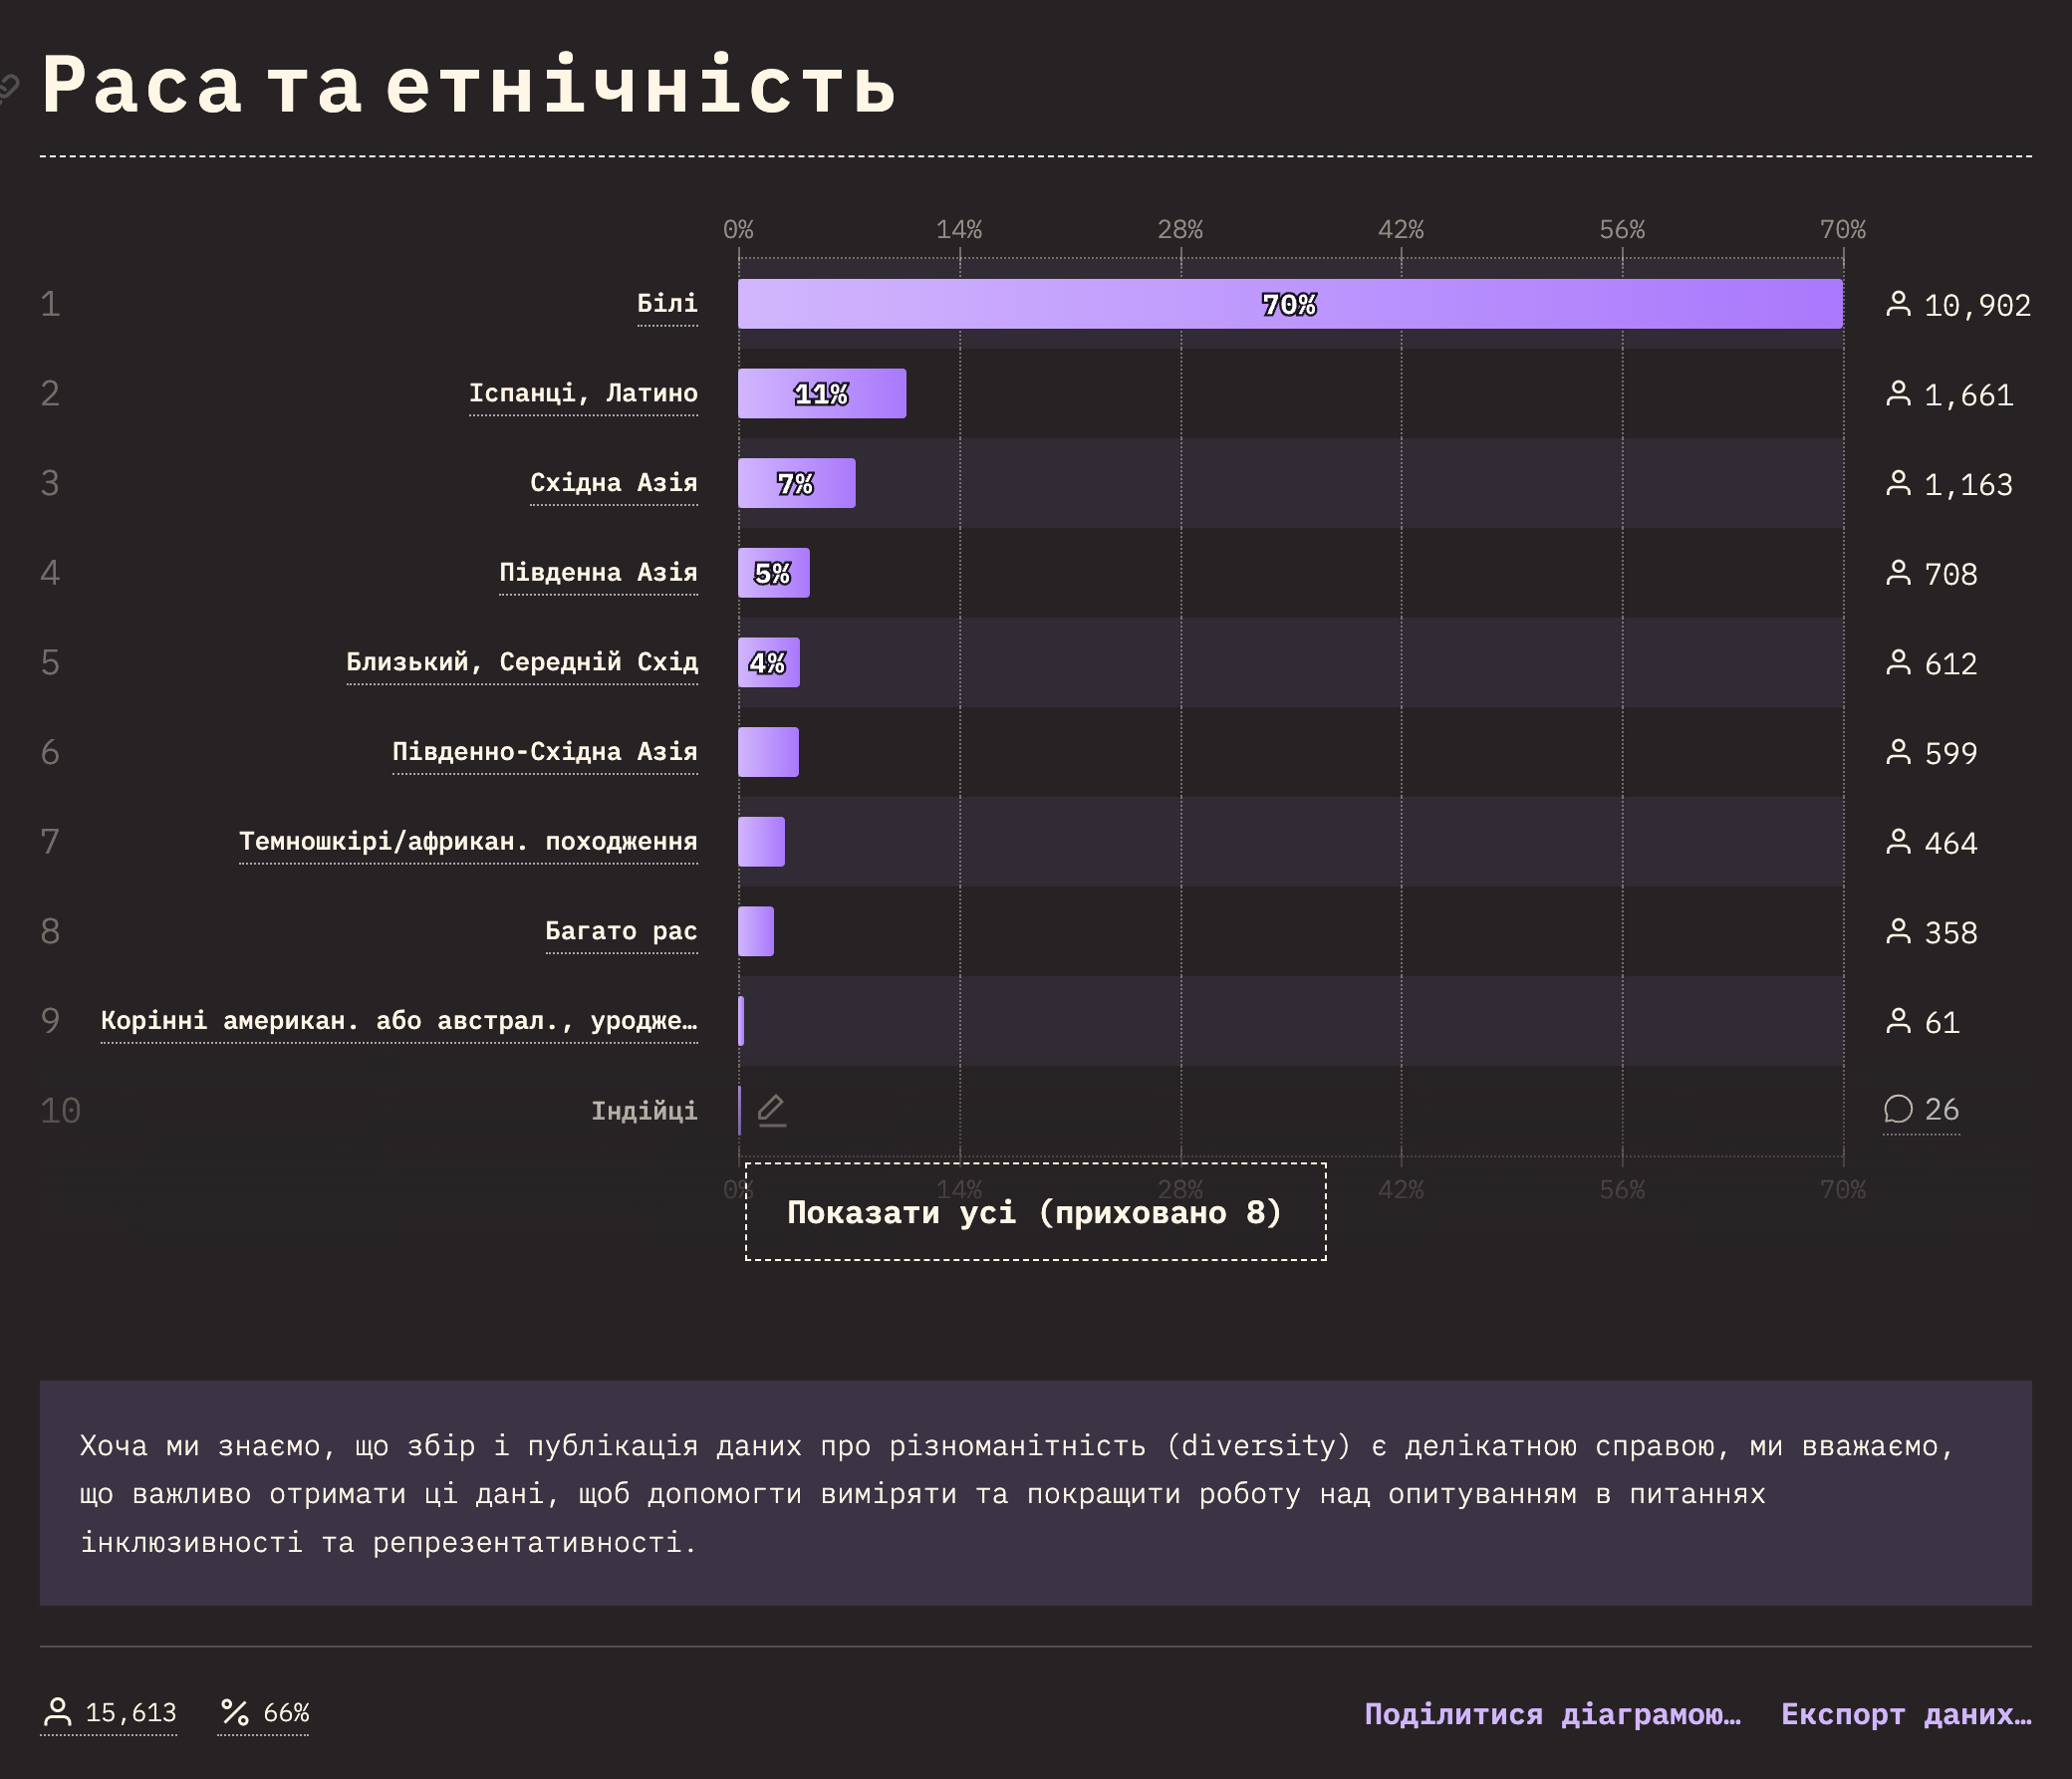 Раса та етнічність
0% 14% 28% 42% 56% 70%
1 Білі 70% 10,902
2 Іспанці, Латино 11% 1,661
3 Східна Азія 7% 1,163
4 Південна Азія 5% 708
5 Близький, Середній Схід 4% 612
6 Південно-Східна Азія 599
7 Темношкірі/африкан. походження 464
8 Багато рас 358
9 Корінні американ. або австрал., уродже… 61
10 Індійці 26
0% 14% 28% 42% 56% 70%
Показати усі (приховано 8)
Хоча ми знаємо, що збір і публікація даних про різноманітність (diversity) є делікатною справою, ми вважаємо,
що важливо отримати ці дані, щоб допомогти виміряти та покращити роботу над опитуванням в питаннях
інклюзивності та репрезентативності.
15,613 % 66% Поділитися діаграмою… Експорт даних…